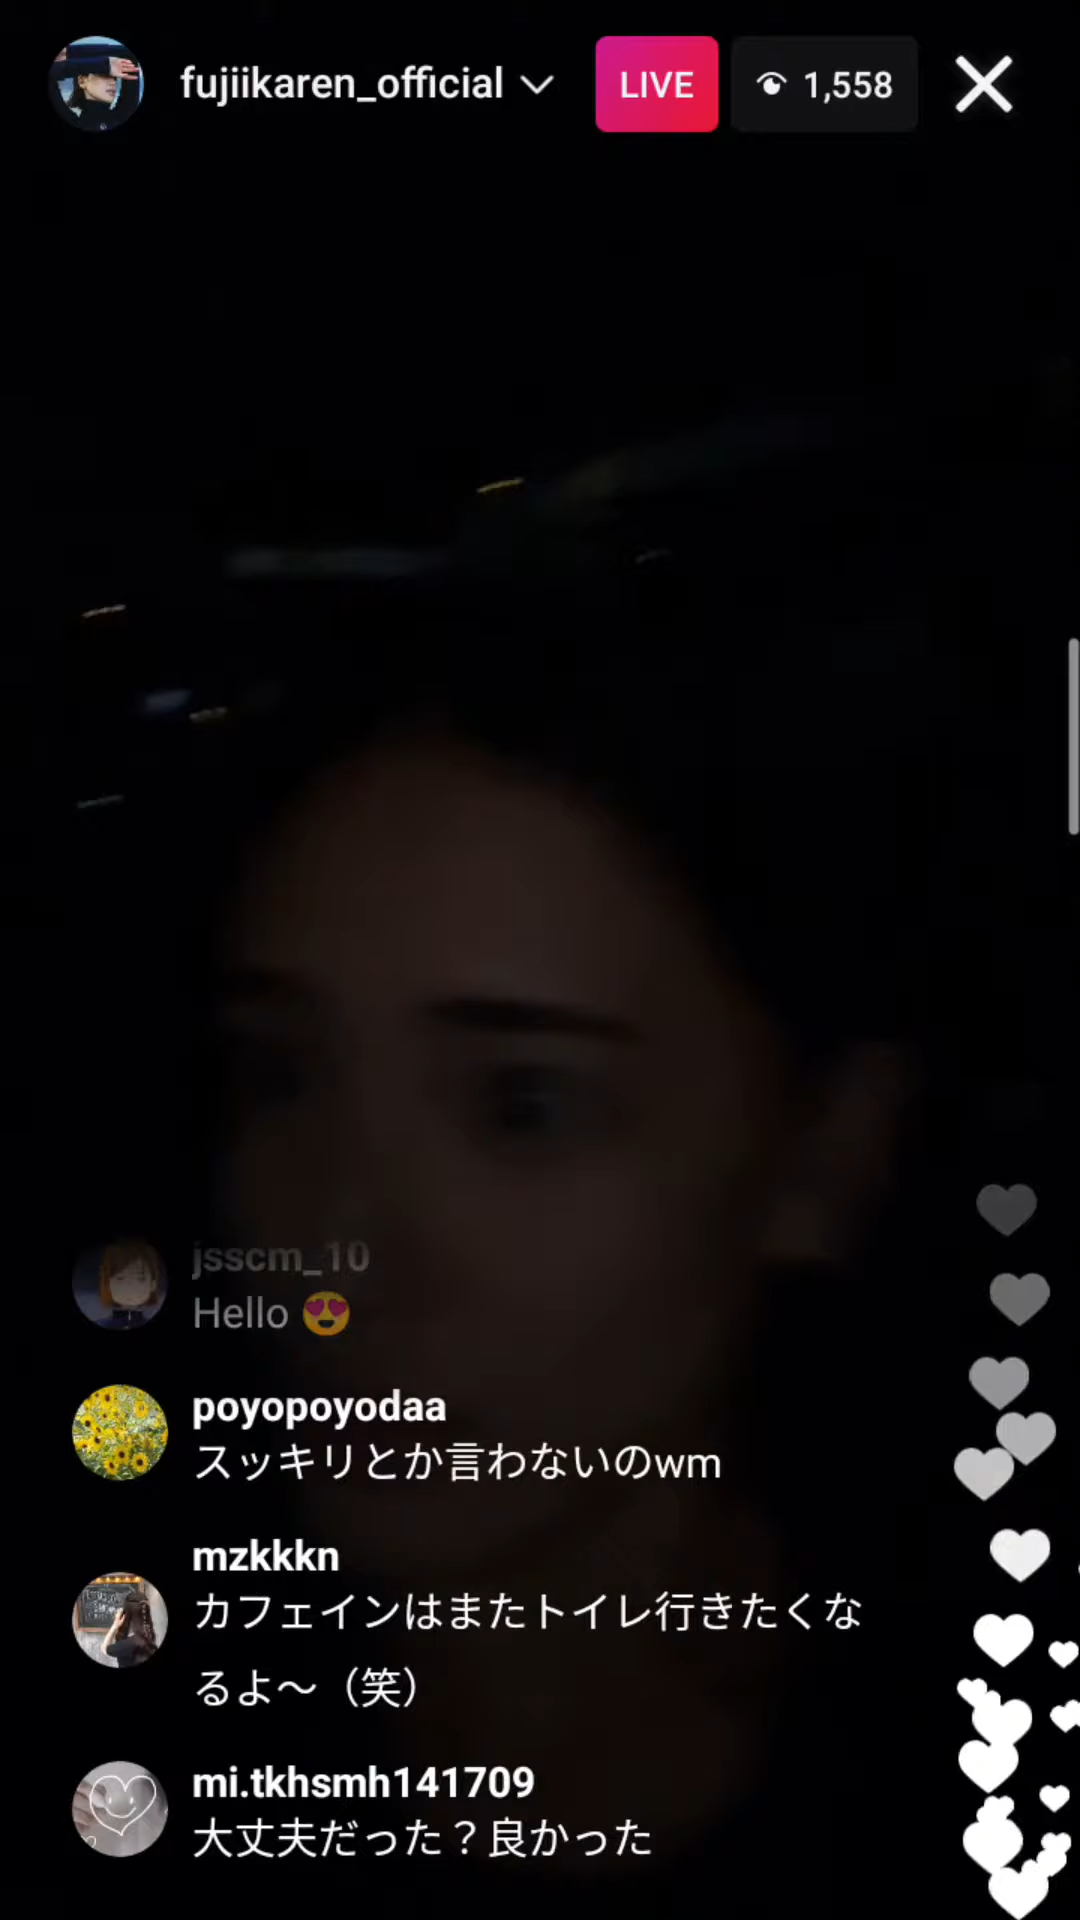 fujiikaren_official
LIVE
1,558
jsscm_10
Hello 😍
poyopoyodaa
スッキリとか言わないのwm
mzkkkn
カフェインはまたトイレ行きたくな
るよ〜（笑）
mi.tkhsmh141709
大丈夫だった？良かった